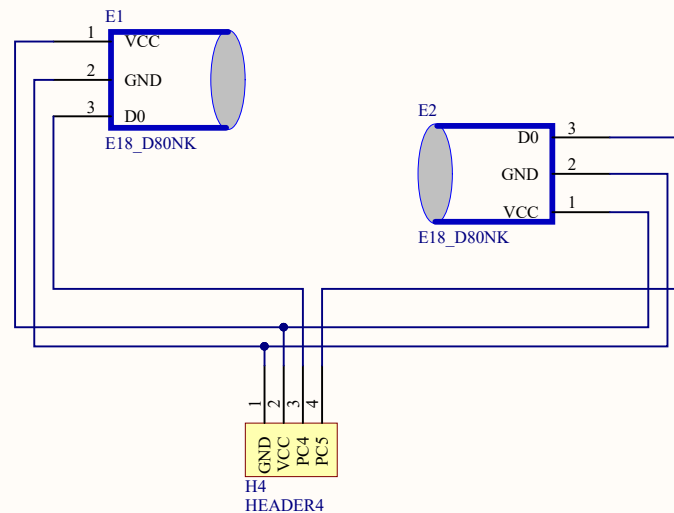 E1
1 VCC
2 GND
3 D0
E18_D80NK
E2
D0 3
GND 2
VCC 1
E18_D80NK
1 2 3 4
GND VCC PC4 PC5
H4
HEADER4